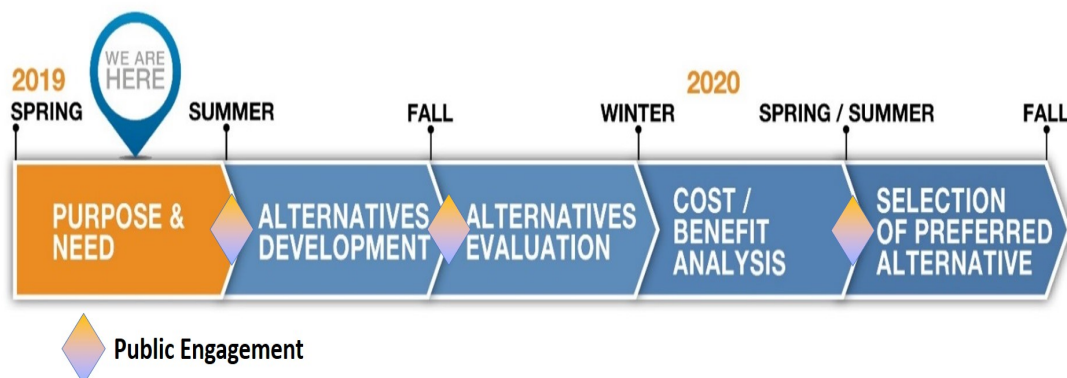 WE ARE
HERE
2019
2020
SPRING
SUMMER
FALL
WINTER
SPRING / SUMMER
FALL
PURPOSE &
NEED
ALTERNATIVES
DEVELOPMENT
ALTERNATIVES
EVALUATION
COST /
BENEFIT
ANALYSIS
SELECTION
OF PREFERRED
ALTERNATIVE
Public Engagement